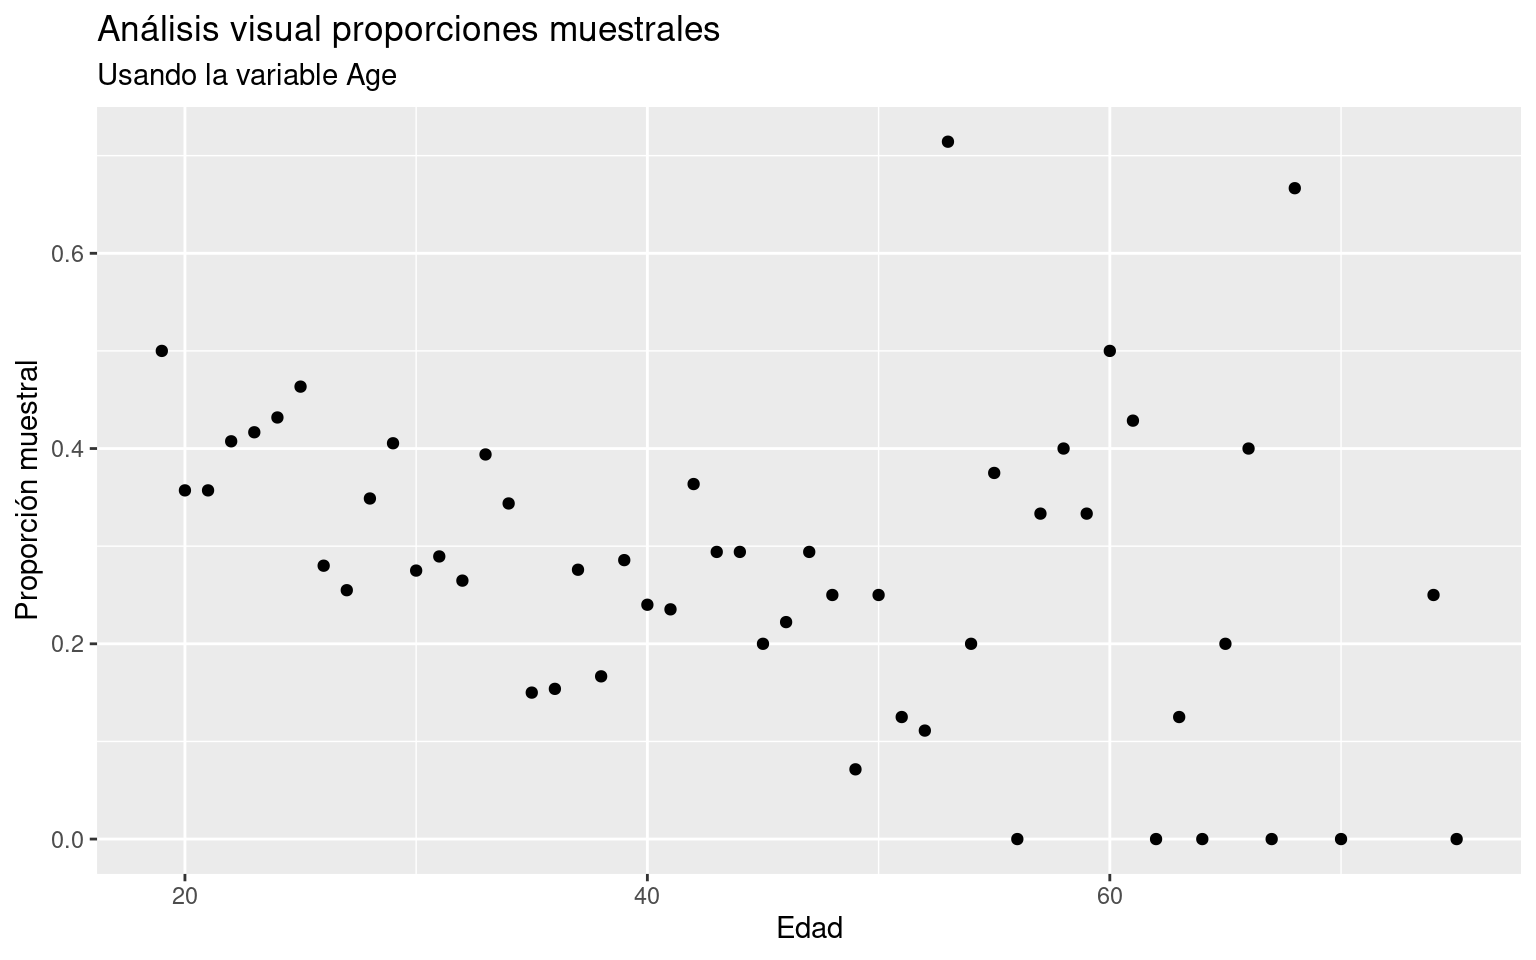 Análisis visual proporciones muestrales
Usando la variable Age
Proporción muestral
0.6
0.4
0.2
0.0
20 40 60
Edad